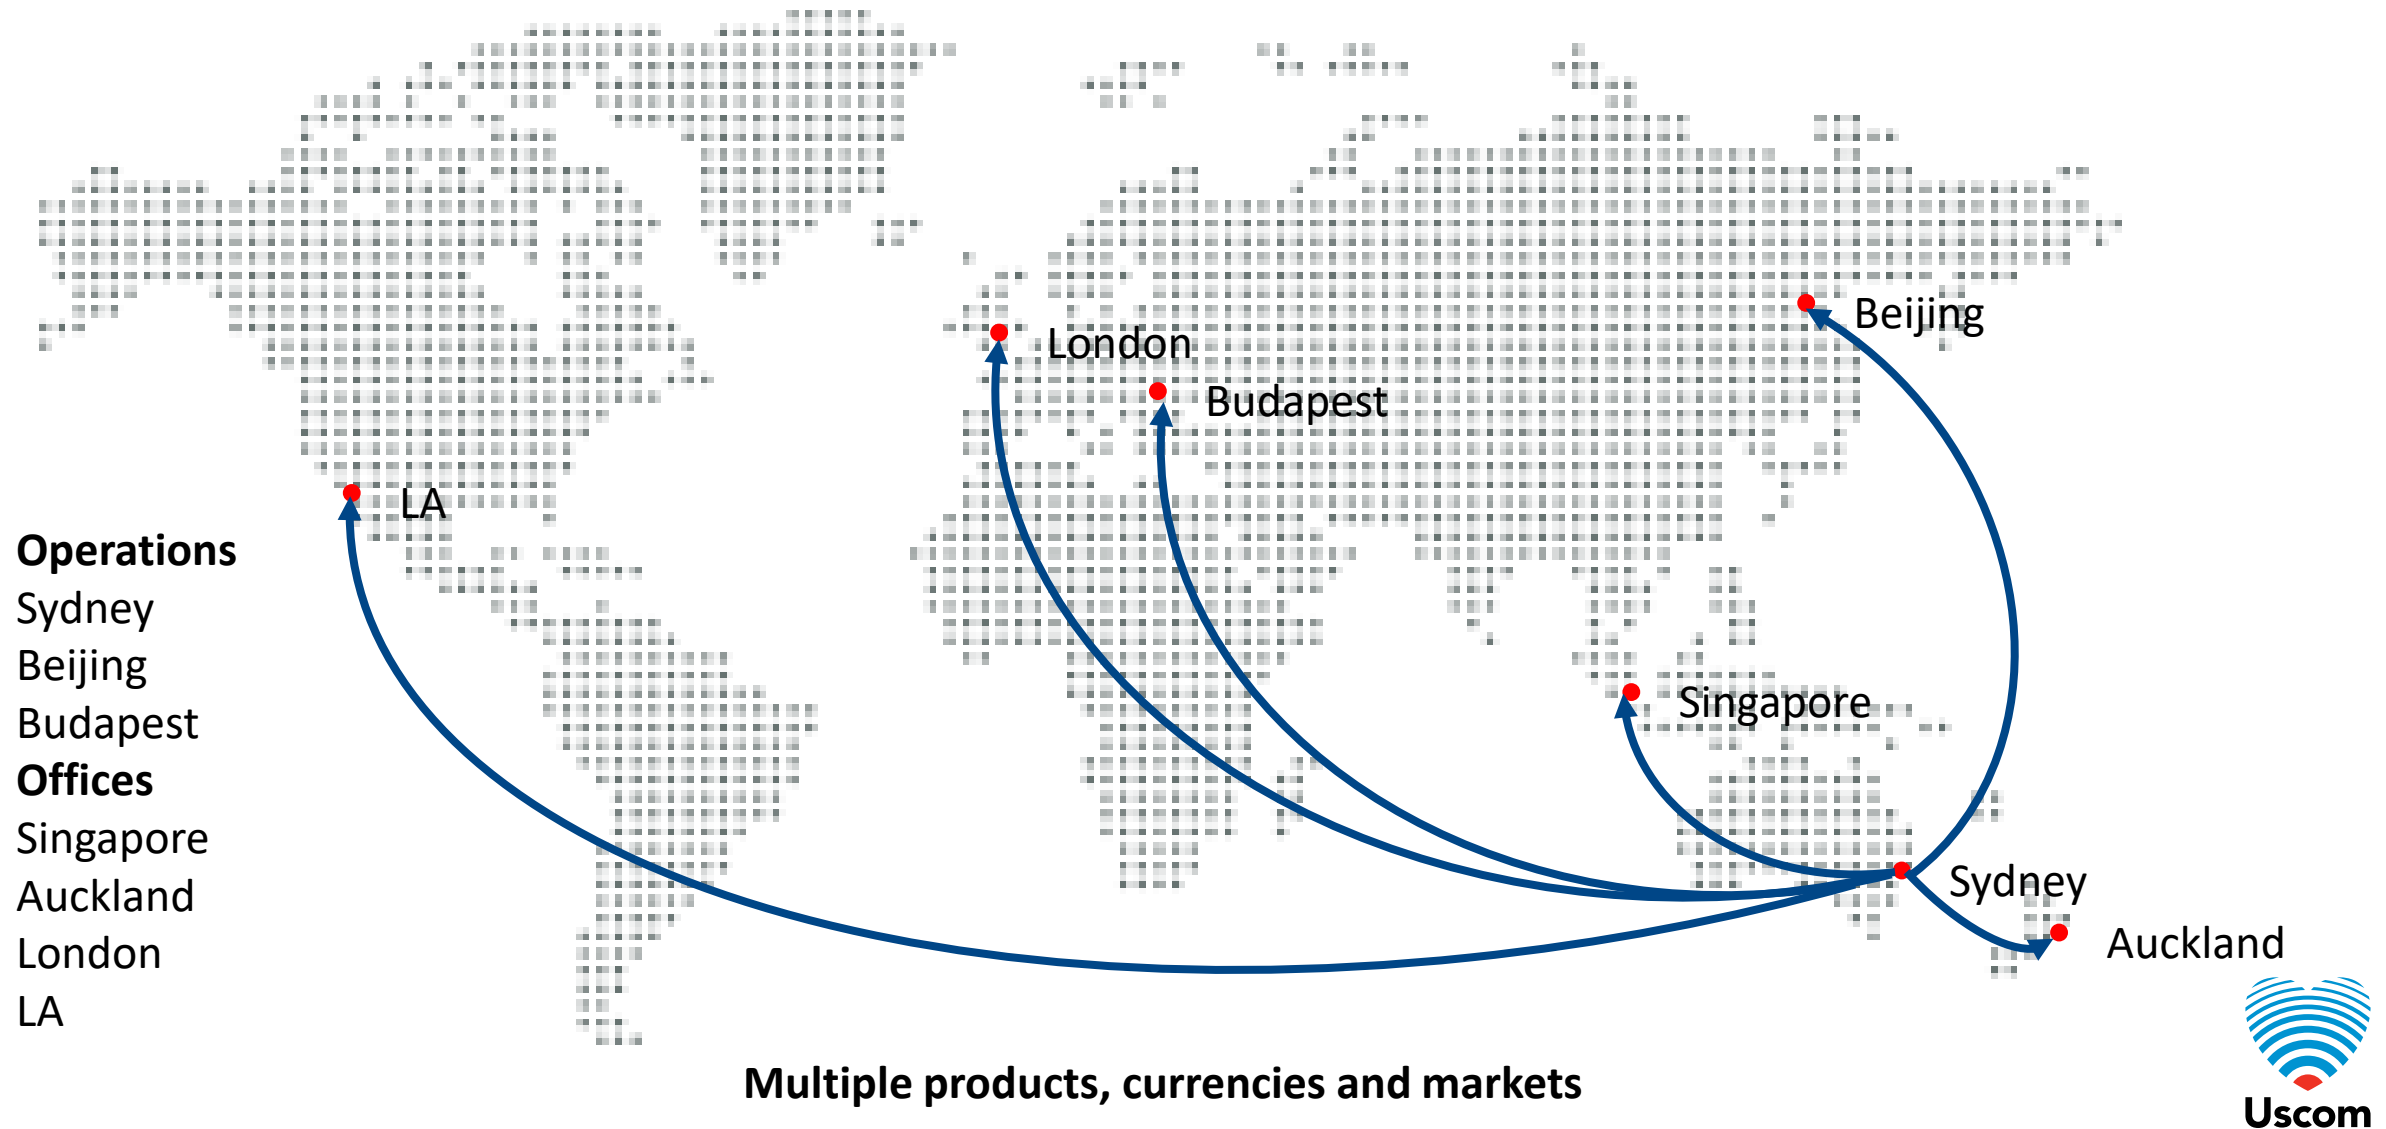 Beijing
London
Budapest
LA
Operations
Sydney
Beijing
Budapest
Offices
Singapore
Auckland
London
LA
Singapore
Sydney
Auckland
Multiple products, currencies and markets
Uscom